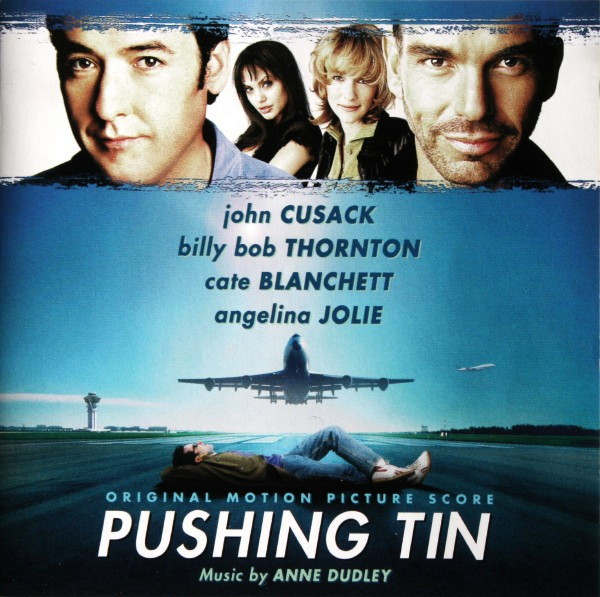 john CUSACK
billy bob THORNTON
cate BLANCHETT
angelina JOLIE
ORIGINAL MOTION PICTURE SCORE
PUSHING TIN
Music by ANNE DUDLEY